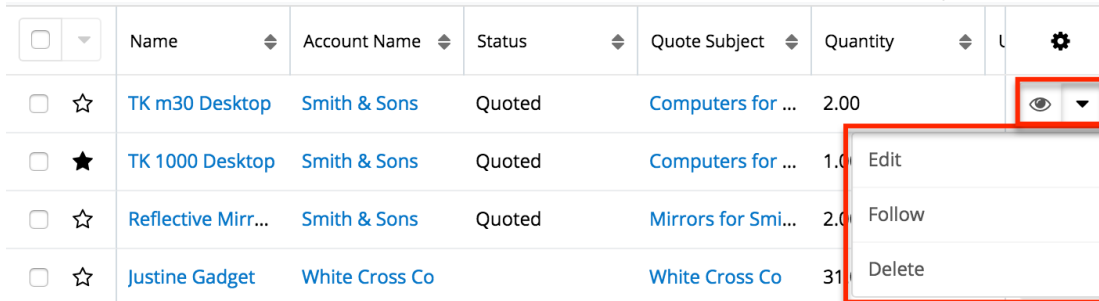 Name Account Name Status Quote Subject Quantity
TK m30 Desktop Smith & Sons Quoted Computers for ... 2.00
TK 1000 Desktop Smith & Sons Quoted Computers for ... Edit
Reflective Mirr... Smith & Sons Quoted Mirrors for Smi... Follow
Justine Gadget White Cross Co White Cross Co 31 Delete